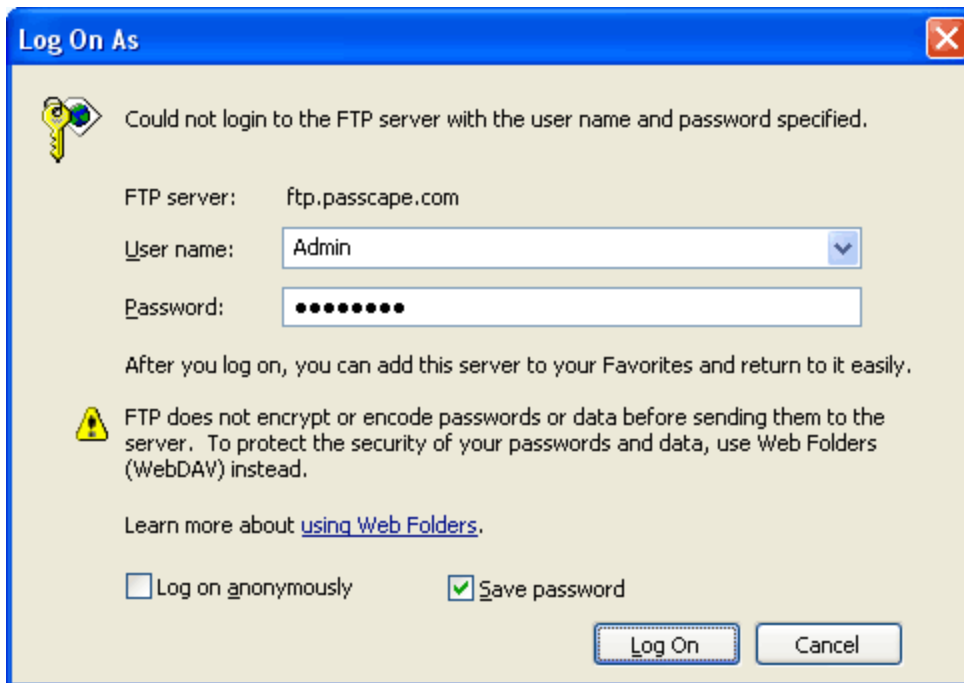 Log On As
Could not login to the FTP server with the user name and password specified.
FTP server: ftp.passcape.com
User name: Admin
Password: ●●●●●●●●
After you log on, you can add this server to your Favorites and return to it easily.
FTP does not encrypt or encode passwords or data before sending them to the
server. To protect the security of your passwords and data, use Web Folders
(WebDAV) instead.
Learn more about using Web Folders.
Log on anonymously Save password
Log On Cancel